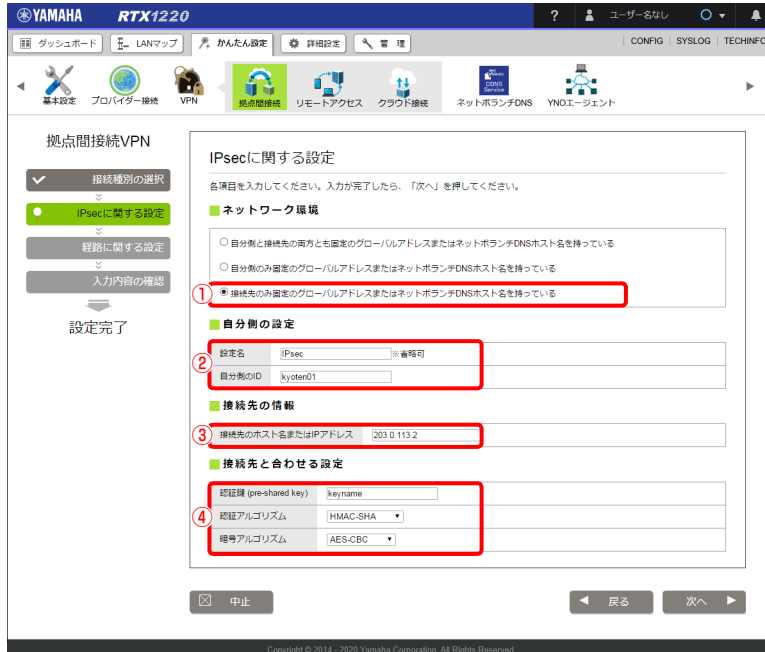 YAMAHA RTX1220 ? ユーザー名なし
ダッシュボード LANマップ かんたん設定 詳細設定 管 理 CONFIG SYSLOG TECHINFO
基本設定 プロバイダー接続 VPN 拠点間接続 リモートアクセス クラウド接続 ネットボランチDNS YNOエージェント
拠点間接続VPN
接続種別の選択
IPsecに関する設定
経路に関する設定
入力内容の確認
設定完了
IPsecに関する設定
各項目を入力してください。入力が完了したら、「次へ」を押してください。
ネットワーク環境
自分側と接続先の両方とも固定のグローバルアドレスまたはネットボランチDNSホスト名を持っている
自分側のみ固定のグローバルアドレスまたはネットボランチDNSホスト名を持っている
① 接続先のみ固定のグローバルアドレスまたはネットボランチDNSホスト名を持っている
自分側の設定
② 設定名 IPsec ※省略可
自分側のID kyoten01
接続先の情報
③ 接続先のホスト名またはIPアドレス 203.0.113.2
接続先と合わせる設定
④ 認証鍵 (pre-shared key) keyname
認証アルゴリズム HMAC-SHA
暗号アルゴリズム AES-CBC
中止 戻る 次へ
Copyright © 2014 - 2020 Yamaha Corporation. All Rights Reserved.